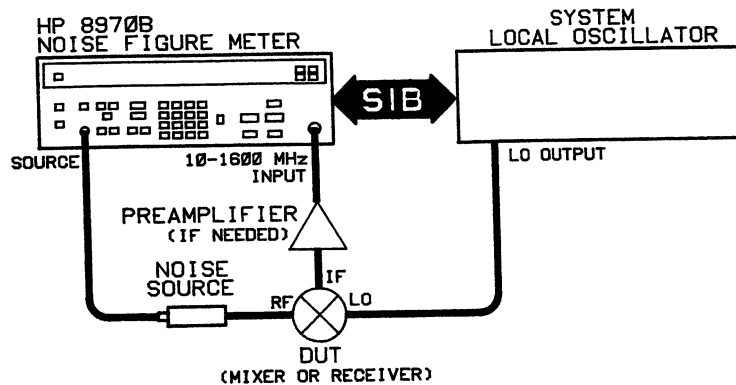 HP 8970B
NOISE FIGURE METER
SYSTEM
LOCAL OSCILLATOR
SIB
SOURCE
10-1600 MHz
INPUT
LO OUTPUT
PREAMPLIFIER
(IF NEEDED)
NOISE
SOURCE
IF
RF
LO
DUT
(MIXER OR RECEIVER)